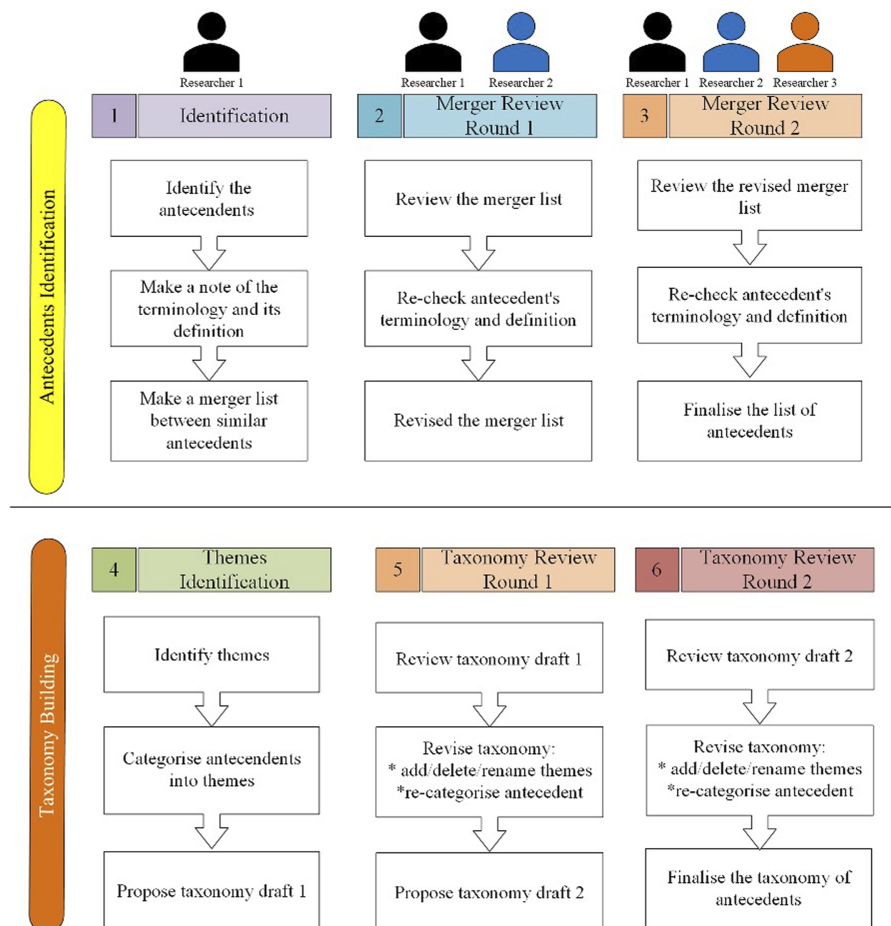 Researcher 1
Researcher 1
Researcher 2
Researcher 1
Researcher 2
Researcher 3
Antecedents Identification
1
Identification
2
Merger Review
Round 1
3
Merger Review
Round 2
Identify the
antecendents
Make a note of the
terminology and its
definition
Make a merger list
between similar
antecedents
Review the merger list
Re-check antecedent's
terminology and definition
Revised the merger list
Review the revised merger
list
Re-check antecedent's
terminology and definition
Finalise the list of
antecedents
Taxonomy Building
4
Themes
Identification
5
Taxonomy Review
Round 1
6
Taxonomy Review
Round 2
Identify themes
Categorise antecendents
into themes
Propose taxonomy draft 1
Review taxonomy draft 1
Revise taxonomy:
* add/delete/rename themes
*re-categorise antecedent
Propose taxonomy draft 2
Review taxonomy draft 2
Revise taxonomy:
* add/delete/rename themes
*re-categorise antecedent
Finalise the taxonomy of
antecedents